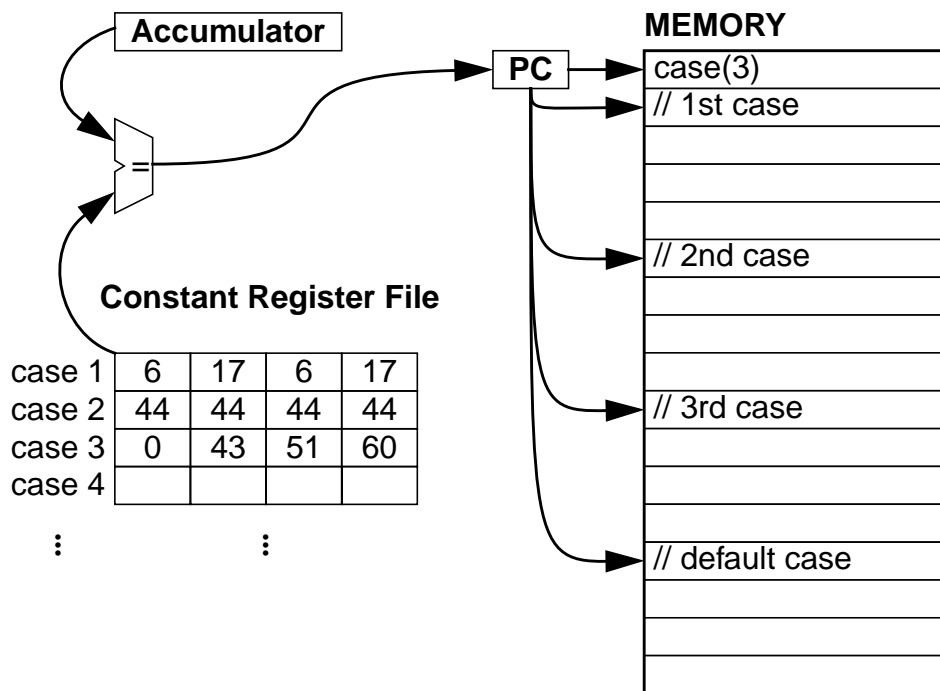 Accumulator
MEMORY
PC
case(3)
// 1st case
=
// 2nd case
Constant Register File
case 1 6 17 6 17
case 2 44 44 44 44
// 3rd case
case 3 0 43 51 60
case 4
// default case